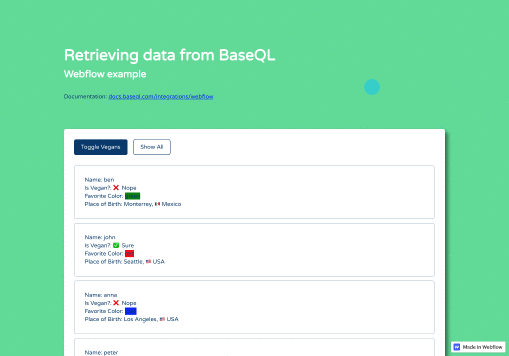 Retrieving data from BaseQL
Webflow example
Documentation: docs.baseql.com/integrations/webflow
Toggle Vegans
Show All
Name: ben
Is Vegan?: ❌ Nope
Favorite Color:
Place of Birth: Monterrey, 🇲🇽 Mexico
Name: john
Is Vegan?: ✅ Sure
Favorite Color:
Place of Birth: Seattle, 🇺🇸 USA
Name: anna
Is Vegan?: ❌ Nope
Favorite Color:
Place of Birth: Los Angeles, 🇺🇸 USA
Name: peter
Made in Webflow